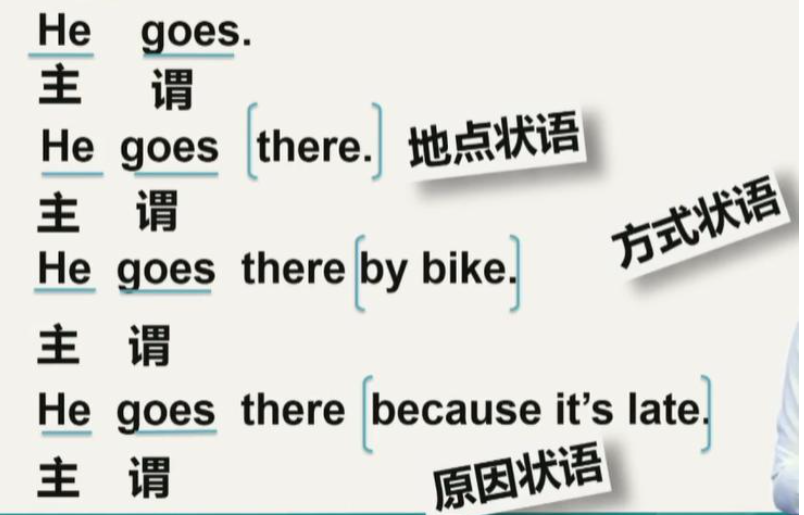 He goes.
主 谓
He goes [there.] 地点状语
主 谓
方式状语
He goes there [by bike.]
主 谓
He goes there [because it’s late.]
主 谓 原因状语